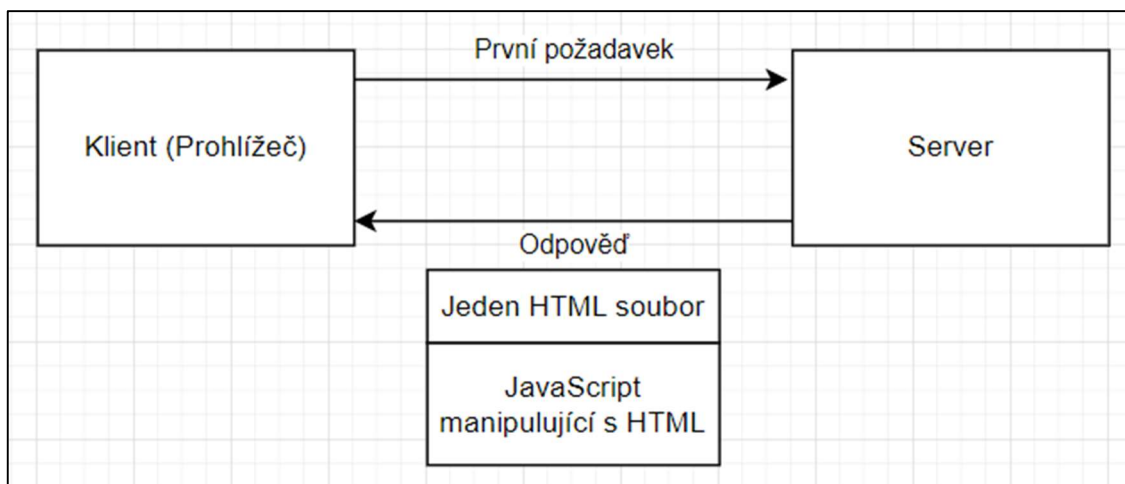 První požadavek
Klient (Prohlížeč)
Server
Odpověď
Jeden HTML soubor
JavaScript
manipulující s HTML